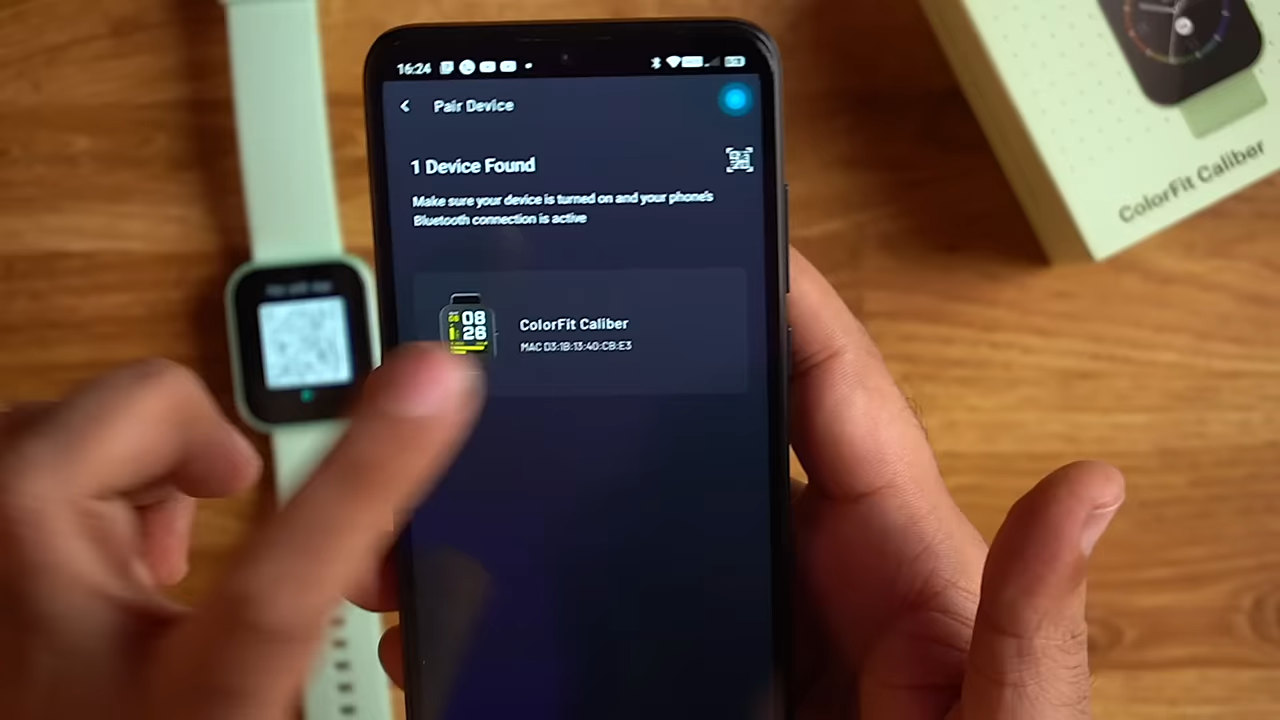 16:24
Pair Device
1 Device Found
Make sure your device is turned on and your phone's
Bluetooth connection is active
08
26
ColorFit Caliber
MAC D3:1B:13:40:CB:E3
ColorFit Caliber